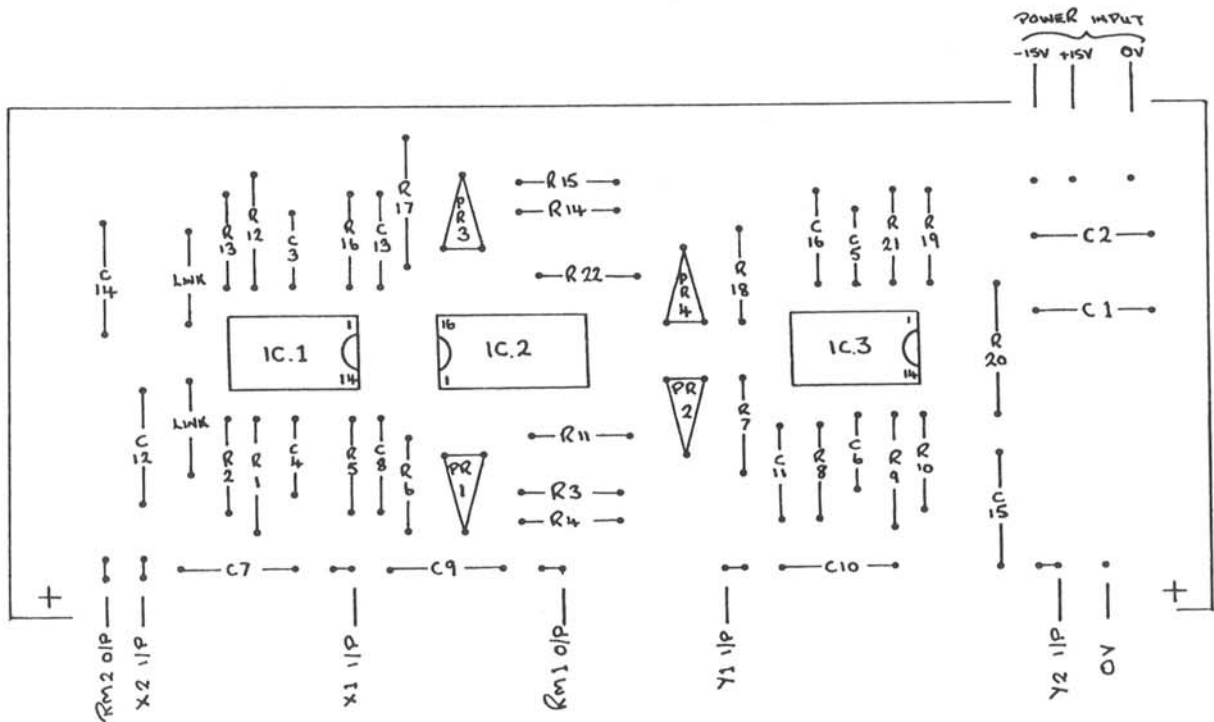 POWER INPUT
-15V +15V 0V
R 17
R15
R14
R 13
R 12
C 3
R 16
C 13
PR 3
C 16
C 5
R 21
R 19
C 14
LINK
R22
PR 4
R 18
C2
C1
IC.1
1
14
16
1
IC.2
IC.3
1
14
R 20
C 12
LINK
R 2
R 1
C 4
R 5
C 8
R 6
PR 1
R11
R3
R4
PR 2
R 7
C 11
R 8
C 6
R 9
R 10
C 15
C7
C9
C10
+
+
RM2 O/P
X2 I/P
X1 I/P
RM1 O/P
Y1 I/P
Y2 I/P
0V